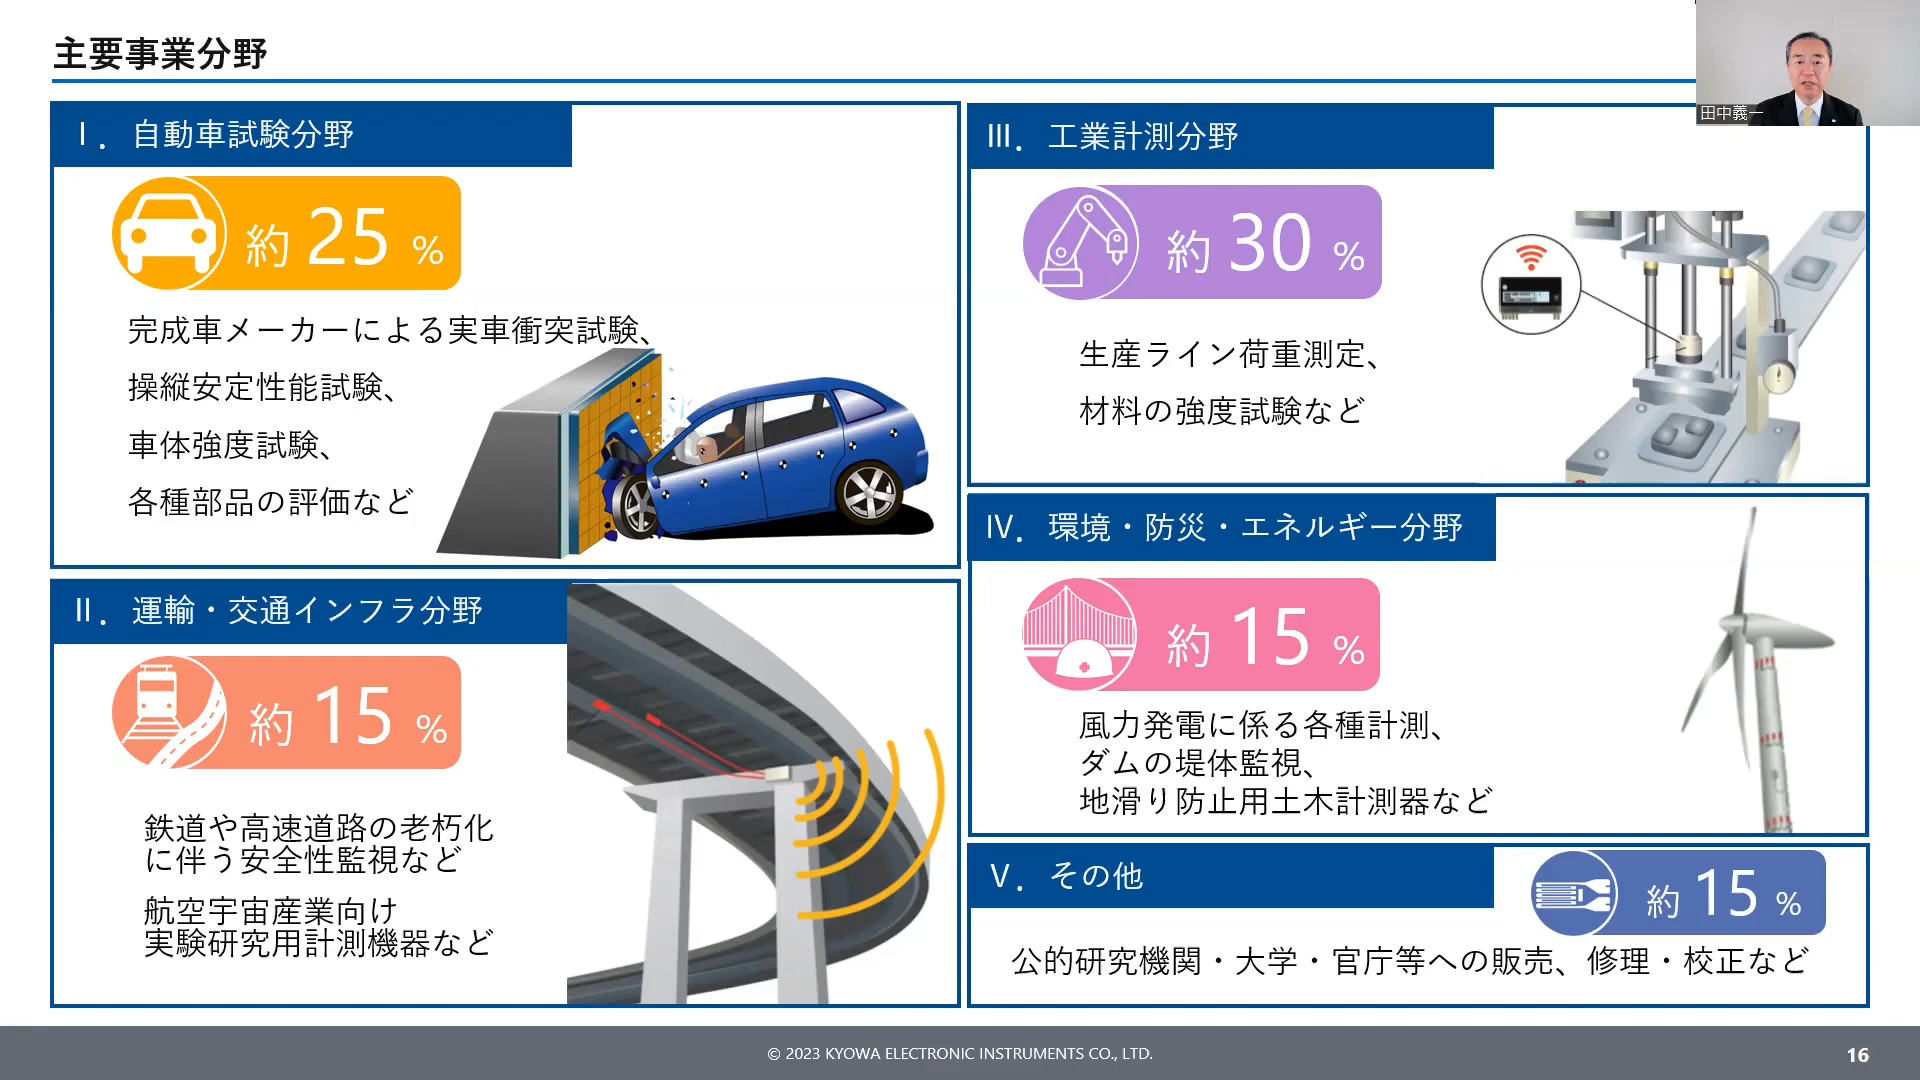 主要事業分野
田中義一
Ⅰ．自動車試験分野
約 25 %
完成車メーカーによる実車衝突試験、
操縦安定性能試験、
車体強度試験、
各種部品の評価など
Ⅱ．運輸・交通インフラ分野
約 15 %
鉄道や高速道路の老朽化
に伴う安全性監視など
航空宇宙産業向け
実験研究用計測機器など
Ⅲ．工業計測分野
約 30 %
生産ライン荷重測定、
材料の強度試験など
Ⅳ．環境・防災・エネルギー分野
約 15 %
風力発電に係る各種計測、
ダムの堤体監視、
地滑り防止用土木計測器など
Ⅴ．その他
約 15 %
公的研究機関・大学・官庁等への販売、修理・校正など
© 2023 KYOWA ELECTRONIC INSTRUMENTS CO., LTD.
16